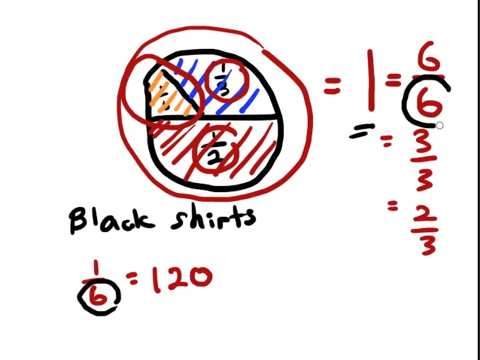 1/3
1/2
= 1 = 6/6
= 3/3
= 2/3
Black shirts
1/6 = 120